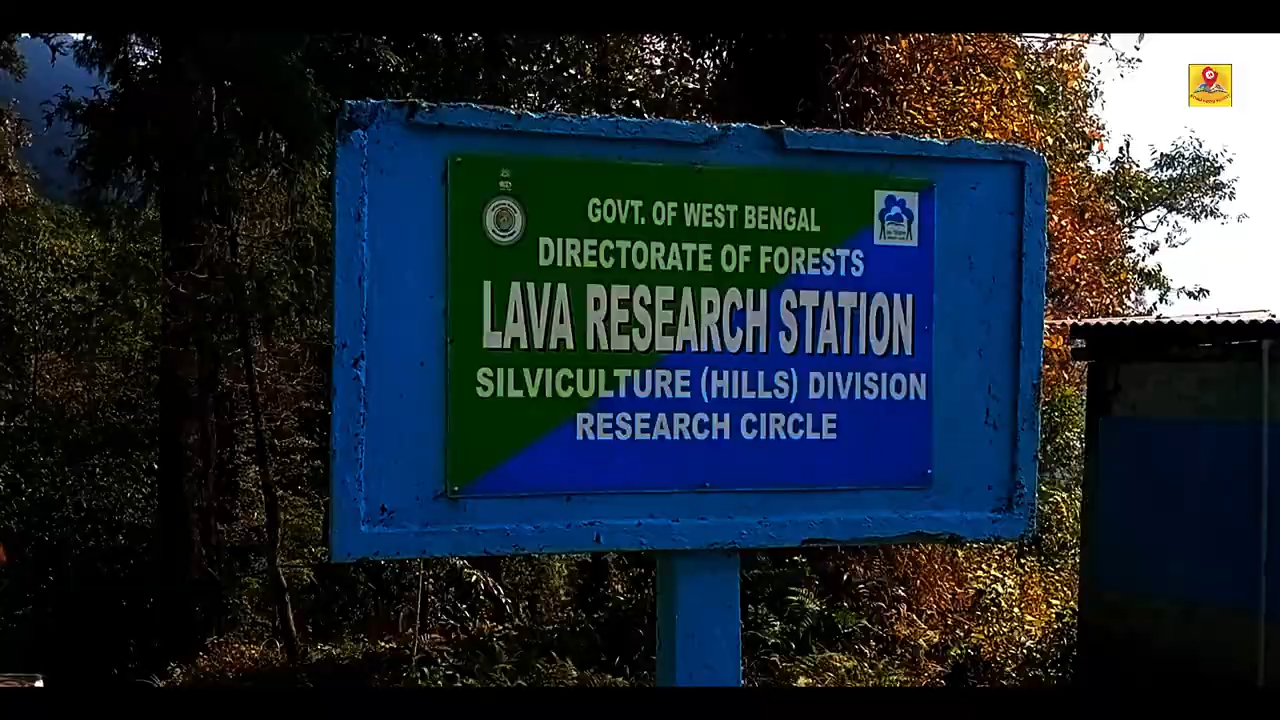 GOVT. OF WEST BENGAL
DIRECTORATE OF FORESTS
LAVA RESEARCH STATION
SILVICULTURE (HILLS) DIVISION
RESEARCH CIRCLE